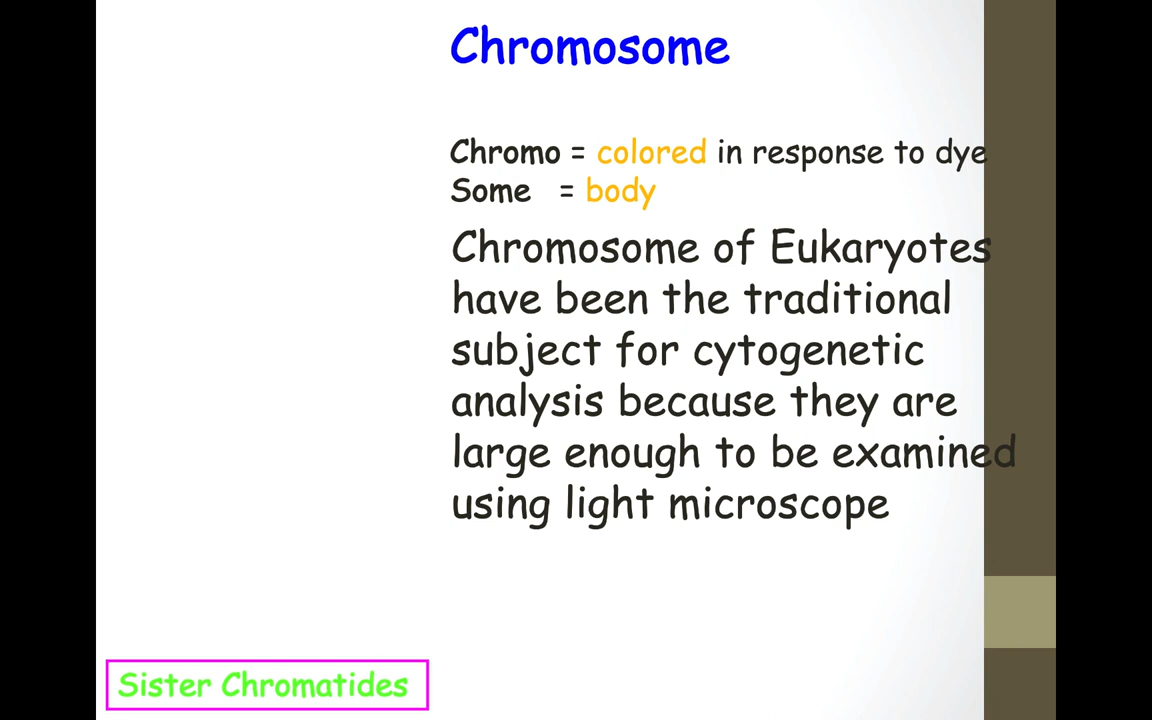 Chromosome
Chromo = colored in response to dye
Some = body
Chromosome of Eukaryotes
have been the traditional
subject for cytogenetic
analysis because they are
large enough to be examined
using light microscope
Sister Chromatides